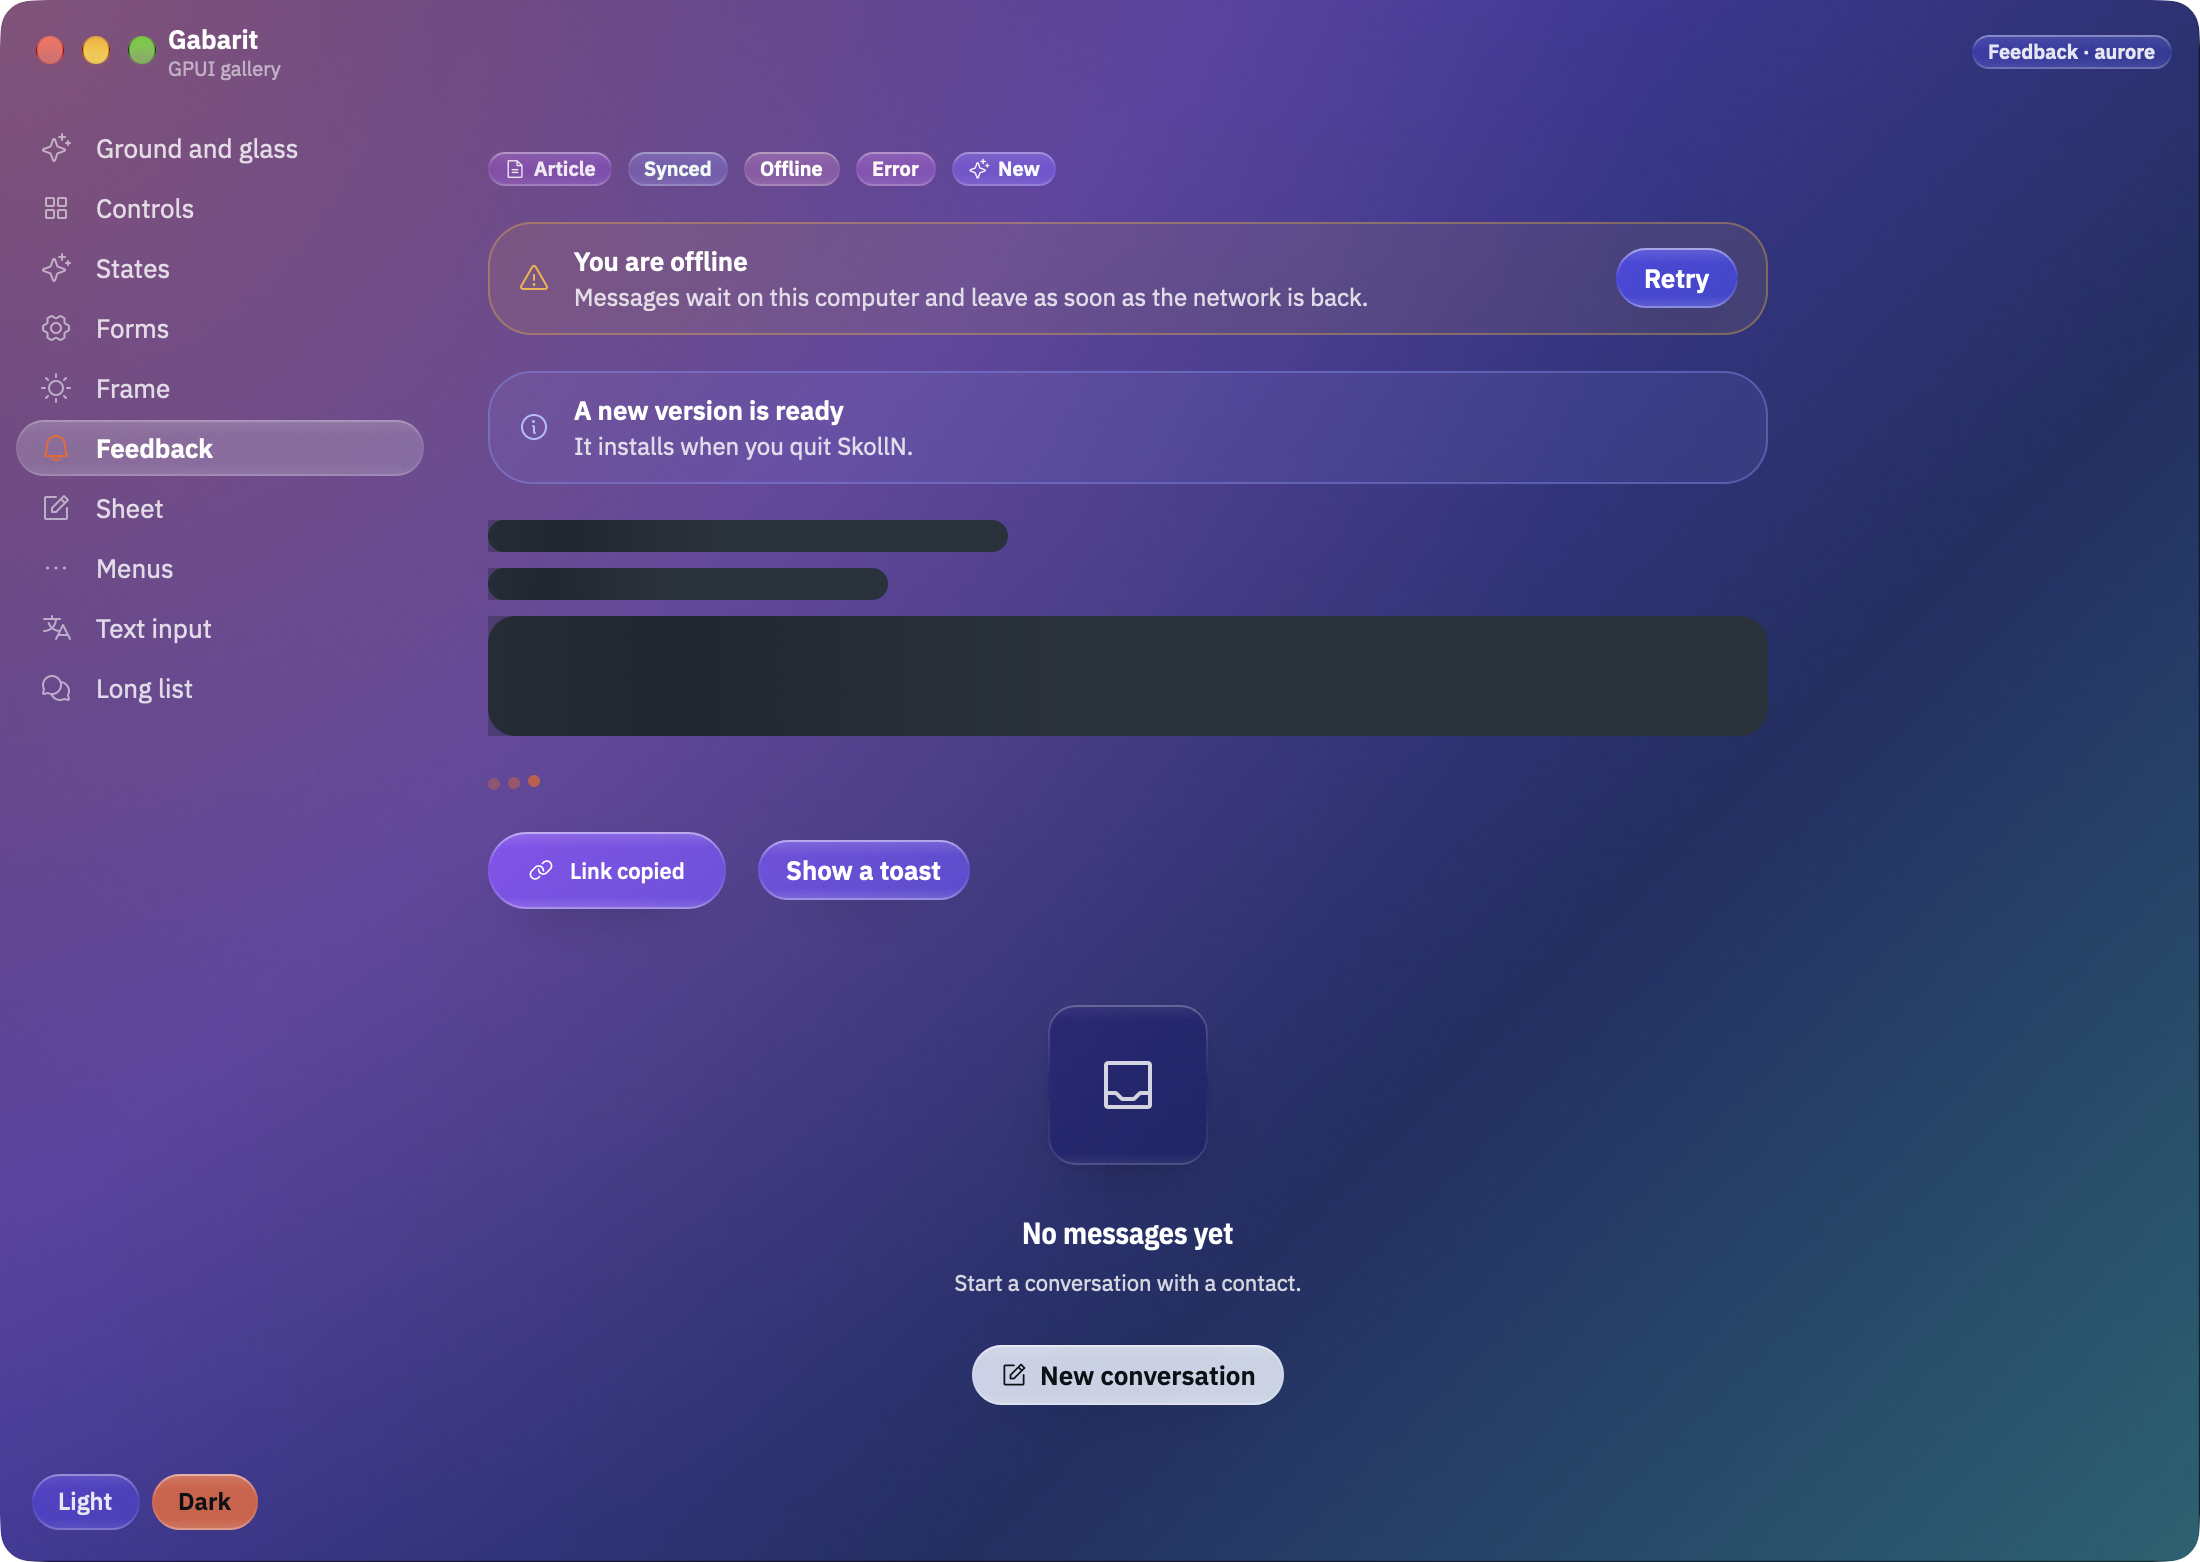 Gabarit
GPUI gallery
Feedback · aurore
Ground and glass
Controls
States
Forms
Frame
Feedback
Sheet
Menus
Text input
Long list
Article
Synced
Offline
Error
New
You are offline
Messages wait on this computer and leave as soon as the network is back.
Retry
A new version is ready
It installs when you quit SkollN.
Link copied
Show a toast
No messages yet
Start a conversation with a contact.
New conversation
Light
Dark